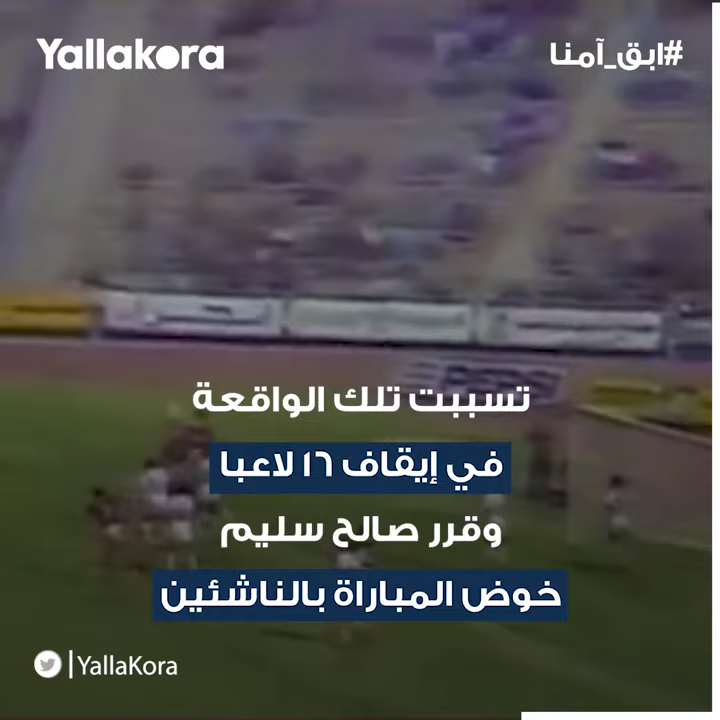 Yallakora
#ابق_آمنا
تسببت تلك الواقعة
في إيقاف ١٦ لاعبا
وقرر صالح سليم
خوض المباراة بالناشئين
YallaKora